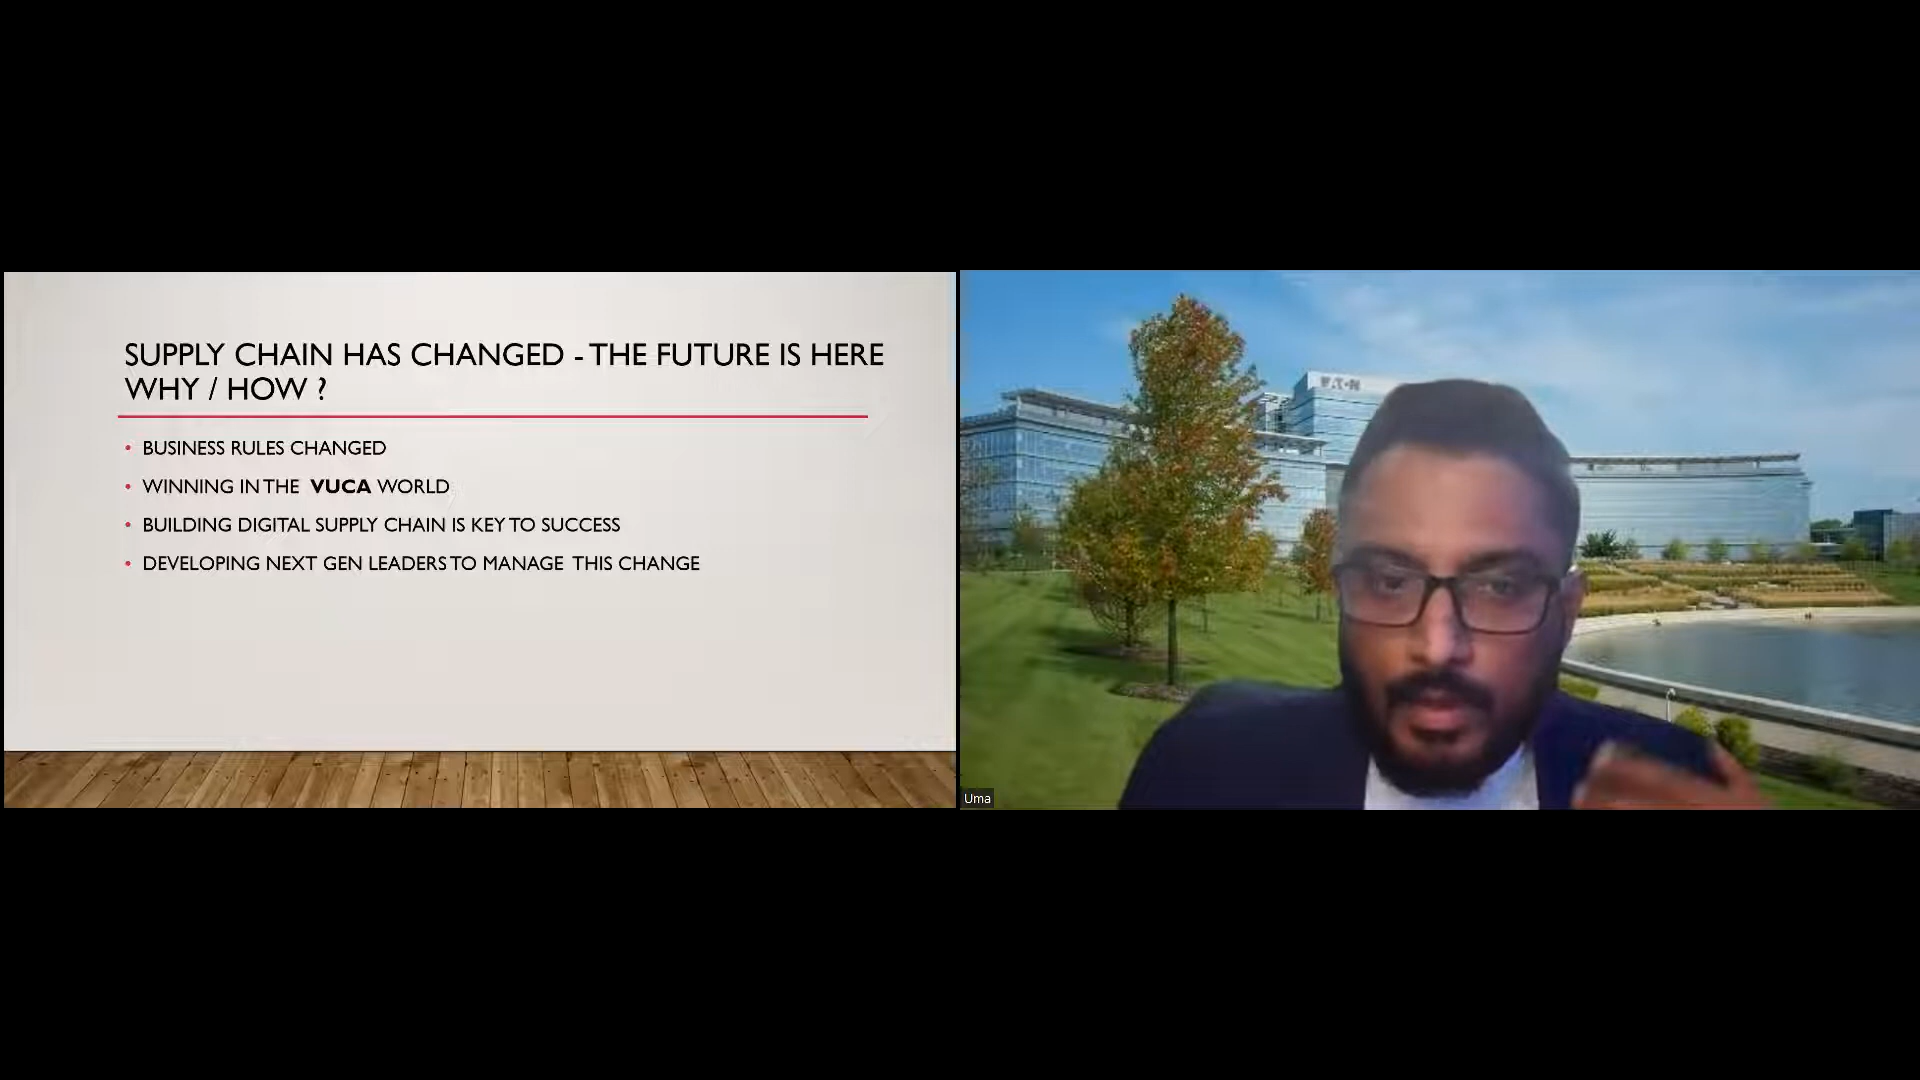 SUPPLY CHAIN HAS CHANGED - THE FUTURE IS HERE
WHY / HOW ?
• BUSINESS RULES CHANGED
• WINNING IN THE VUCA WORLD
• BUILDING DIGITAL SUPPLY CHAIN IS KEY TO SUCCESS
• DEVELOPING NEXT GEN LEADERS TO MANAGE THIS CHANGE
EATON
Uma